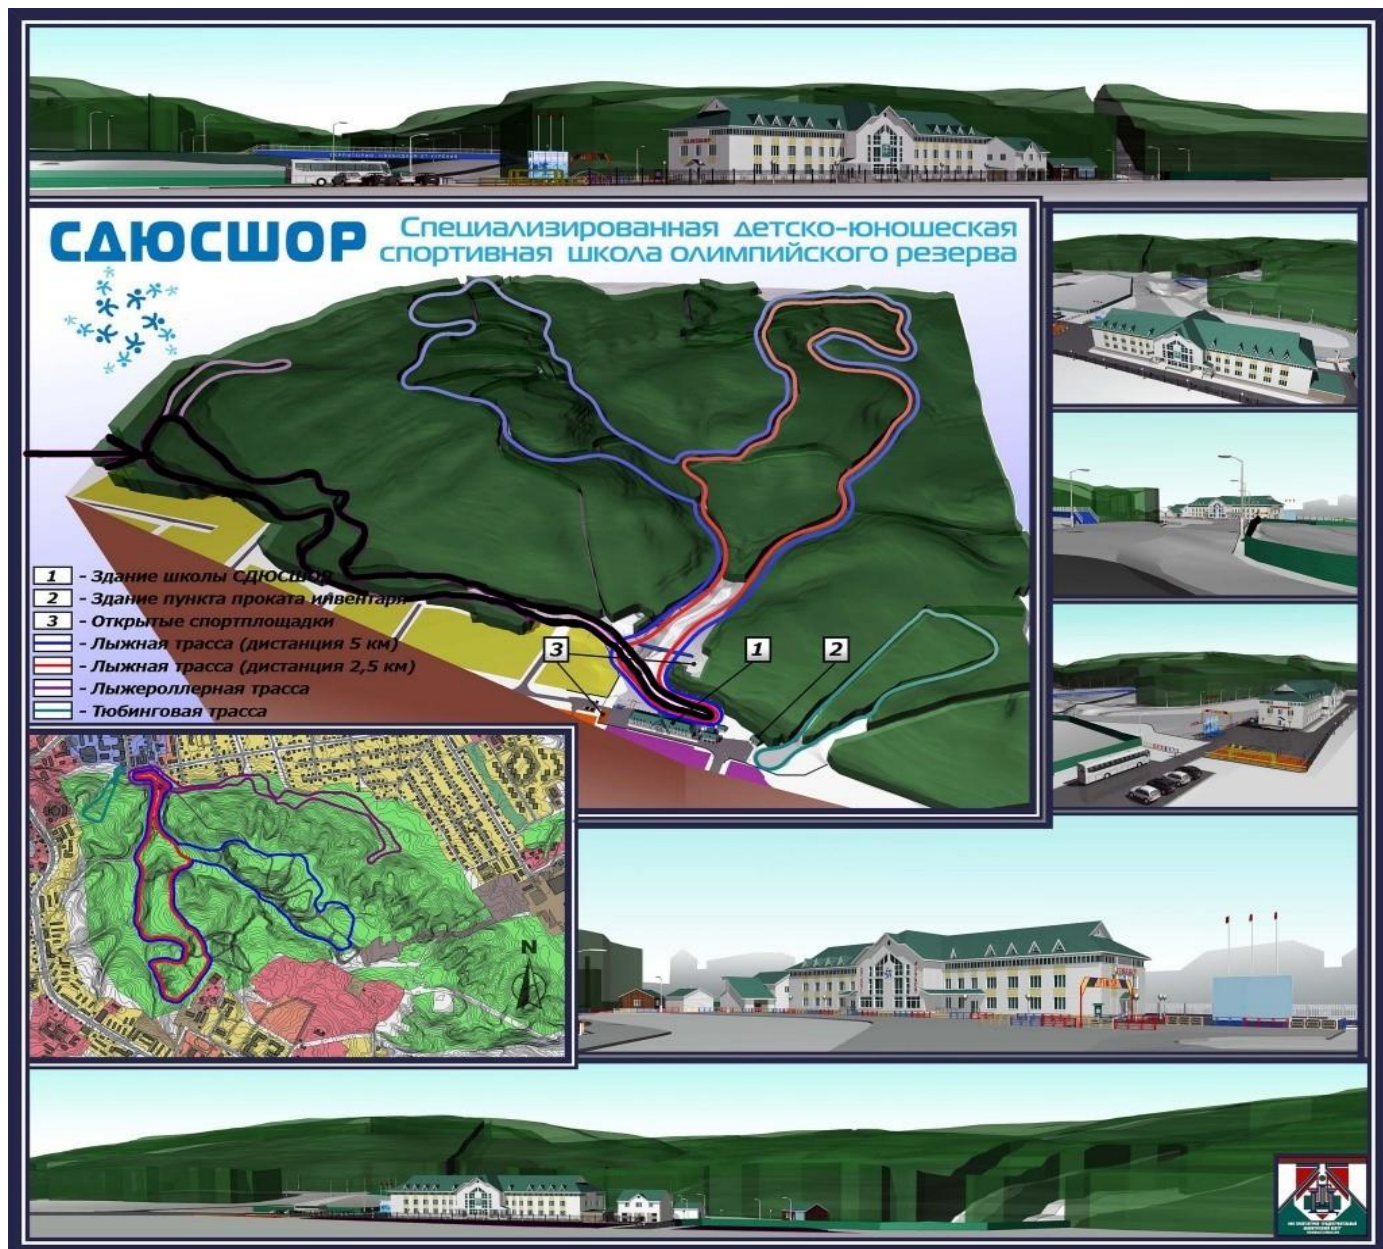 СДЮСШОР
Специализированная детско-юношеская
спортивная школа олимпийского резерва
1 - Здание школы СДЮСШОР
2 - Здание пункта проката инвентаря
3 - Открытые спортплощадки
- Лыжная трасса (дистанция 5 км)
- Лыжная трасса (дистанция 2,5 км)
- Лыжероллерная трасса
- Тюбинговая трасса
3
1
2
N